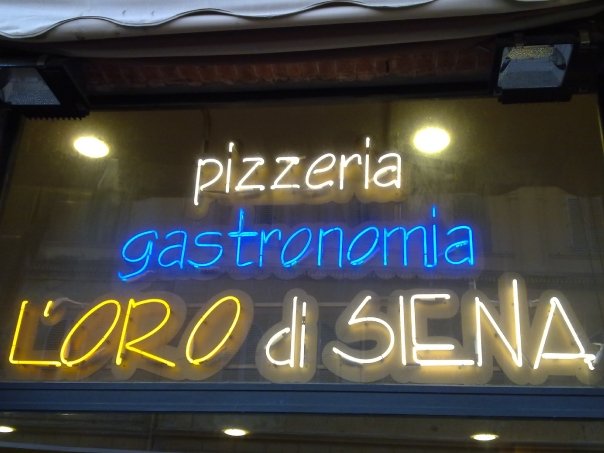 pizzeria
gastronomia
L'ORO di SIENA